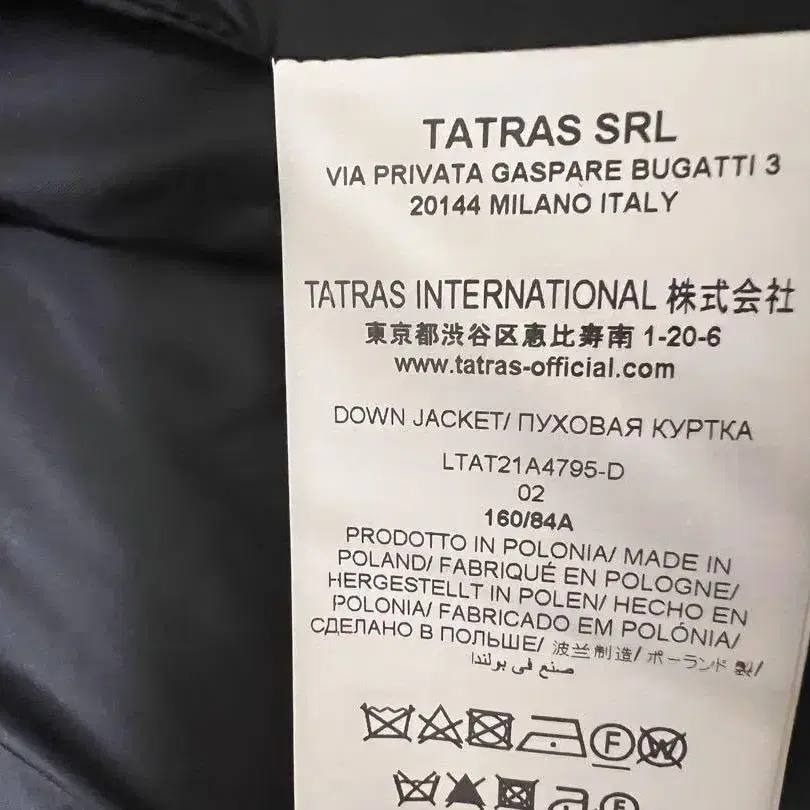 TATRAS SRL
VIA PRIVATA GASPARE BUGATTI 3
20144 MILANO ITALY
TATRAS INTERNATIONAL 株式会社
東京都渋谷区恵比寿南 1-20-6
www.tatras-official.com
DOWN JACKET/ ПУХОВАЯ КУРТКА
LTAT21A4795-D
02
160/84A
PRODOTTO IN POLONIA/ MADE IN
POLAND/ FABRIQUÉ EN POLOGNE/
HERGESTELLT IN POLEN/ HECHO EN
POLONIA/ FABRICADO EM POLÓNIA/
СДЕЛАНО В ПОЛЬШЕ/ 波兰制造/ ポーランド 製/
صنع في بولندا
F W